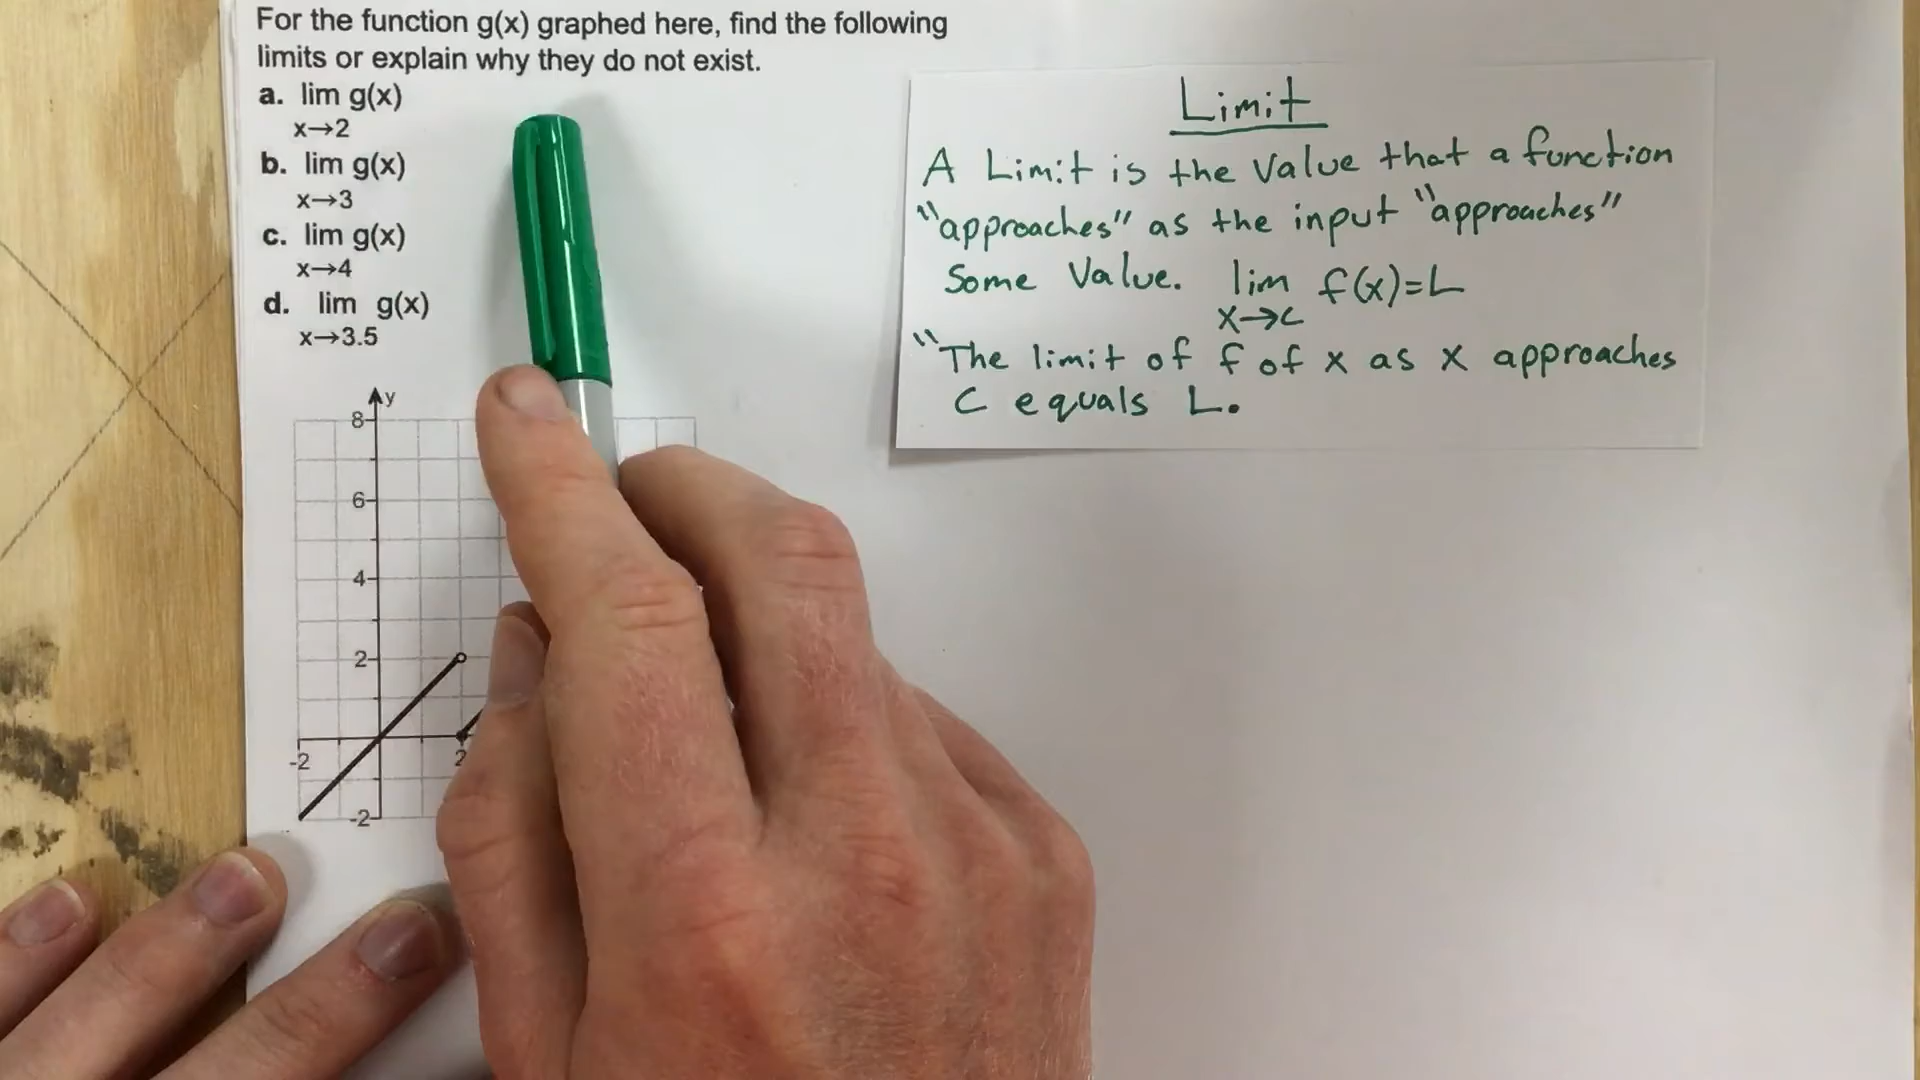 For the function g(x) graphed here, find the following
limits or explain why they do not exist.
a. lim g(x)
x→2
b. lim g(x)
x→3
c. lim g(x)
x→4
d. lim g(x)
x→3.5
y
8
6
4
2
-2
2
-2
Limit
A Limit is the Value that a function
"approaches" as the input "approaches"
Some Value. lim f(x)=L
x→c
"The limit of f of x as x approaches
C equals L.